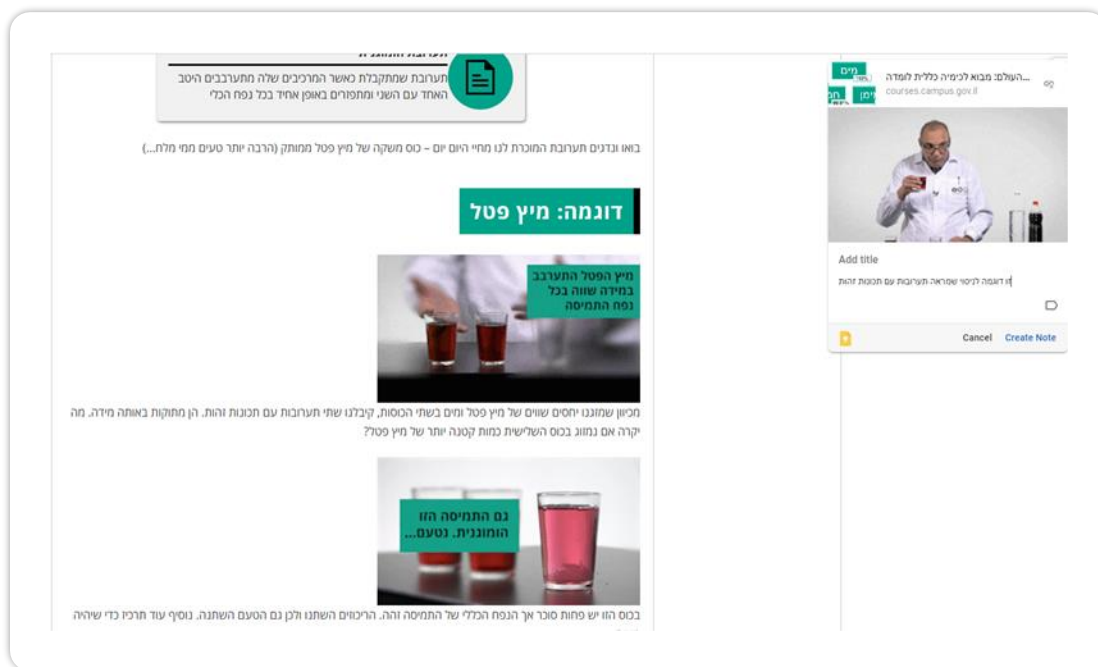 תערובת שמתקבלת כאשר המרכיבים שלה מתערבבים היטב
האחד עם השני ומתפזרים באופן אחיד בכל נפח הכלי
בואו ונדגים תערובת המוכרת לנו מחיי היום יום – כוס משקה של מיץ פטל ממותק (הרבה יותר טעים ממי מלח...)
דוגמה: מיץ פטל
מיץ הפטל התערבב
במידה שווה בכל
נפח התמיסה
מכיוון שמזגנו יחסים שווים של מיץ פטל ומים בשתי הכוסות, קיבלנו שתי תערובות עם תכונות זהות. הן מתוקות באותה מידה. מה
יקרה אם נמזוג בכוס השלישית כמות קטנה יותר של מיץ פטל?
גם התמיסה הזו
הומוגנית. נטעם...
בכוס הזו יש פחות סוכר אך הנפח הכללי של התמיסה זהה. הריכוזים השתנו ולכן גם הטעם השתנה. נוסיף עוד תרכיז כדי שיהיה
מים
...העולם: מבוא לכימיה כללית לומדה
courses.campus.gov.il
Add title
זו דוגמה לניסוי שמראה תערובות עם תכונות זהות
Cancel Create Note